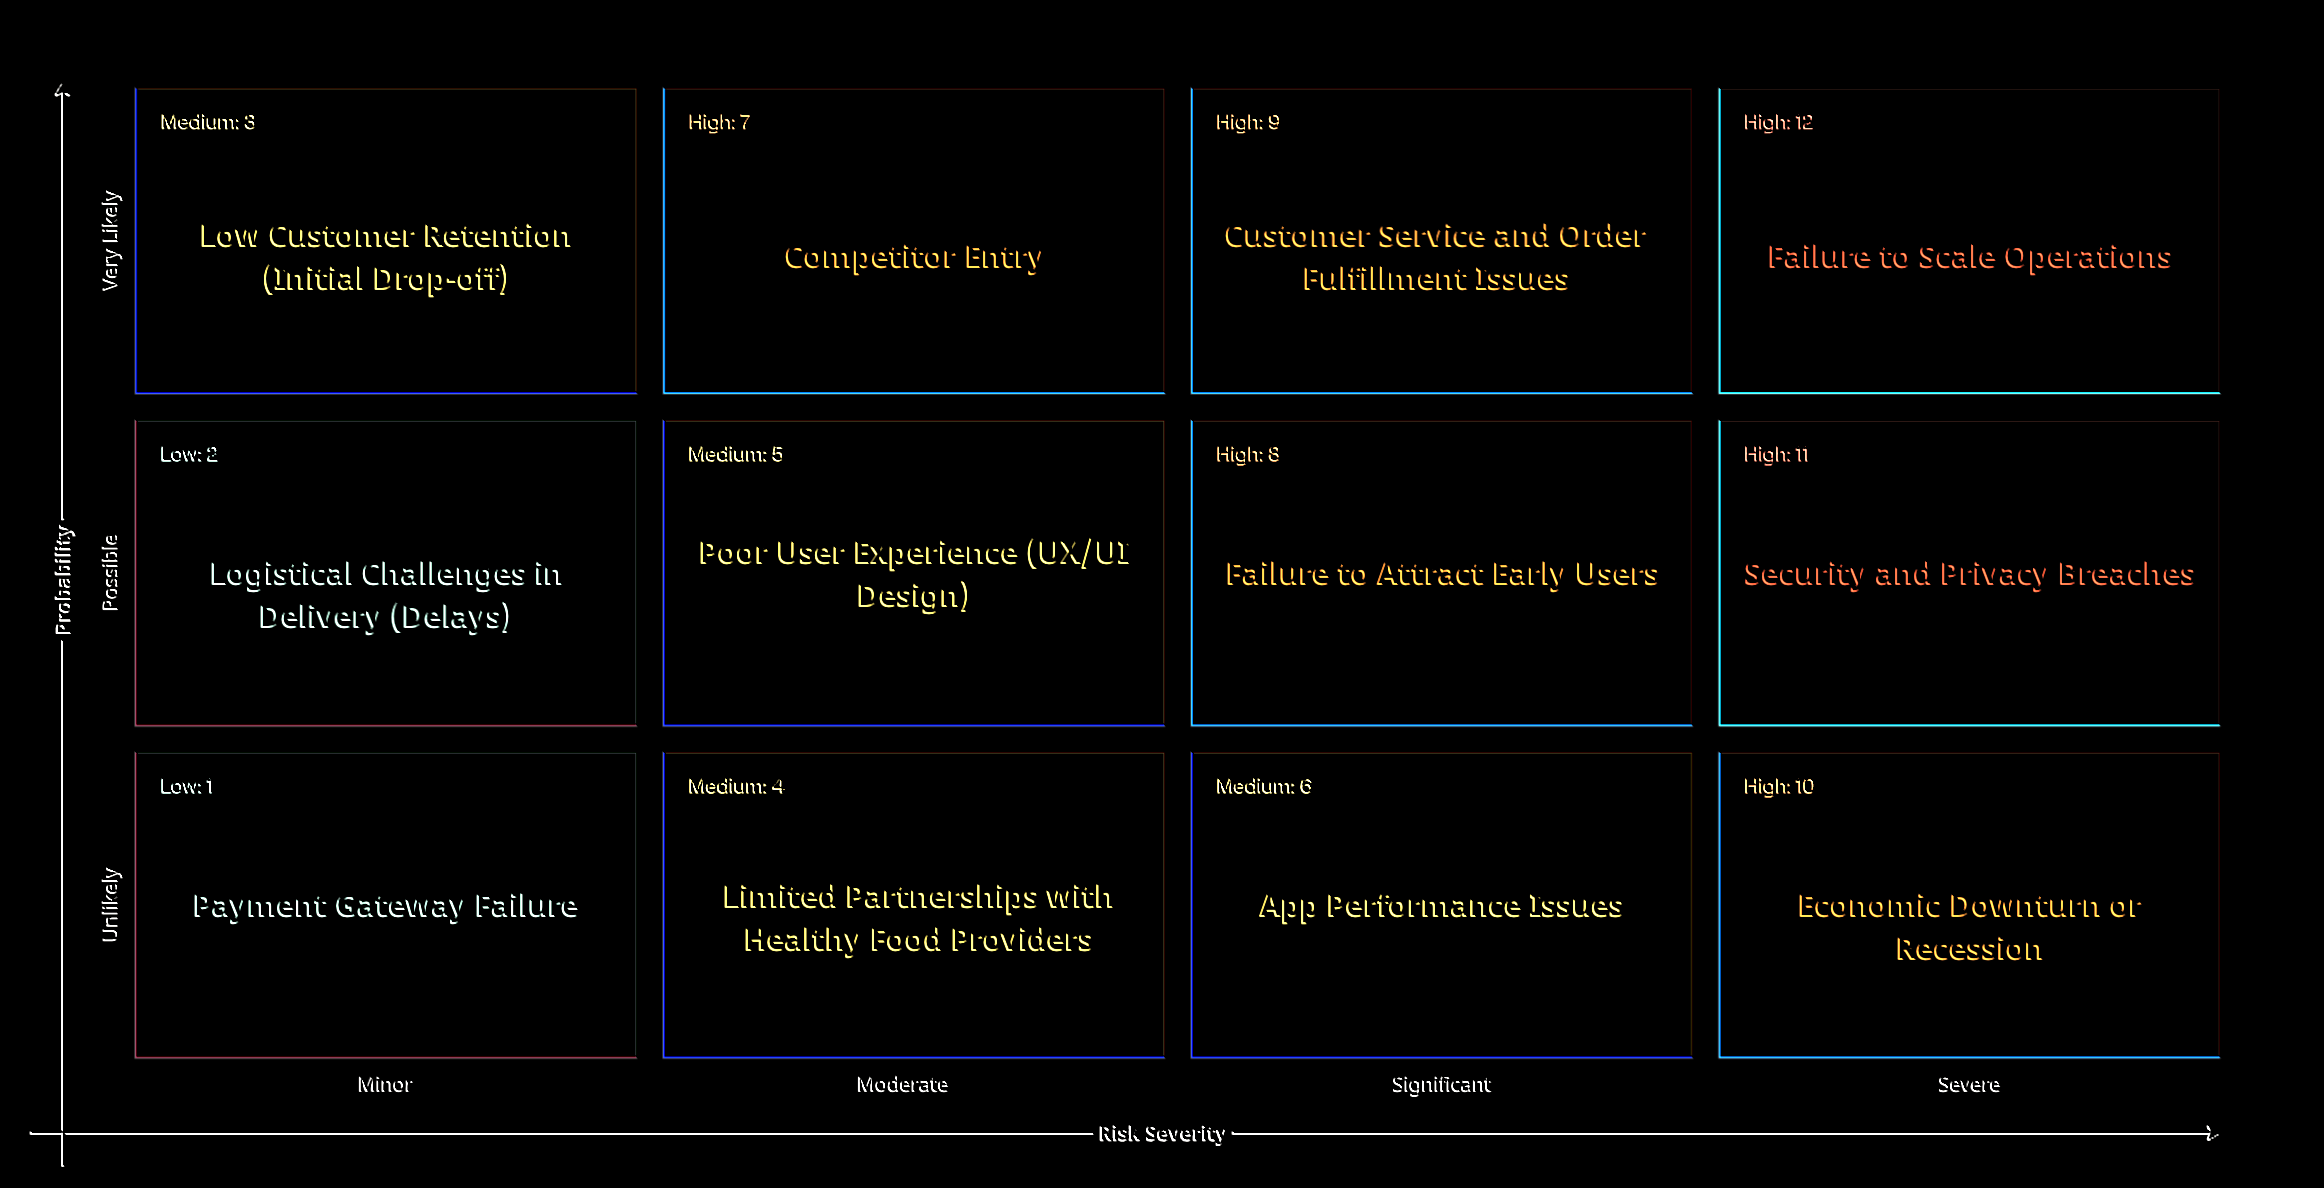 Medium: 3
Low Customer Retention
(Initial Drop-off)
High: 7
Competitor Entry
High: 9
Customer Service and Order
Fulfillment Issues
High: 12
Failure to Scale Operations
Very Likely
Low: 2
Logistical Challenges in
Delivery (Delays)
Medium: 5
Poor User Experience (UX/UI
Design)
High: 8
Failure to Attract Early Users
High: 11
Security and Privacy Breaches
Possible
Probability
Low: 1
Payment Gateway Failure
Medium: 4
Limited Partnerships with
Healthy Food Providers
Medium: 6
App Performance Issues
High: 10
Economic Downturn or
Recession
Unlikely
Minor
Moderate
Significant
Severe
Risk Severity